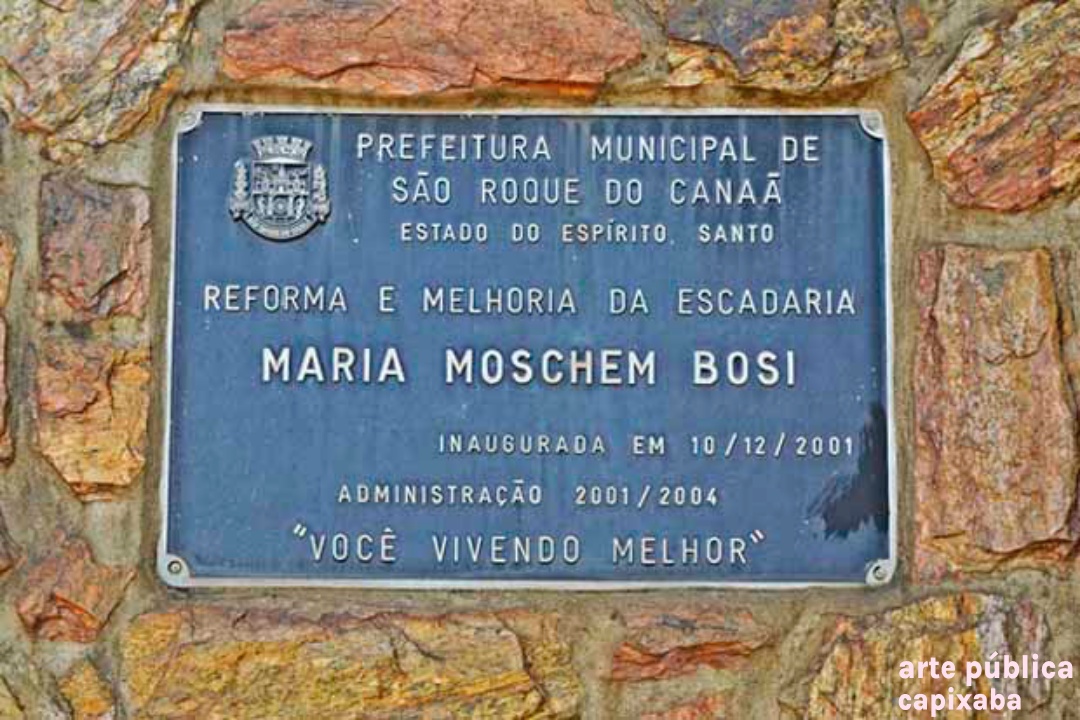 PREFEITURA MUNICIPAL DE
SÃO ROQUE DO CANAÃ
ESTADO DO ESPÍRITO SANTO
REFORMA E MELHORIA DA ESCADARIA
MARIA MOSCHEM BOSI
INAUGURADA EM 10/12/2001
ADMINISTRAÇÃO 2001/2004
"VOCÊ VIVENDO MELHOR"
arte pública
capixaba